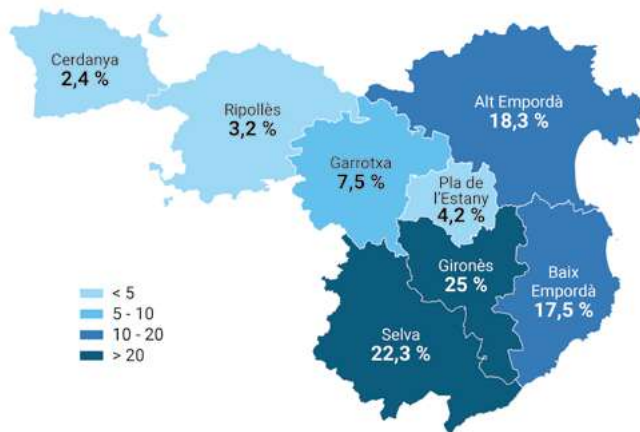 Cerdanya
2,4 %
Ripollès
3,2 %
Alt Empordà
18,3 %
Garrotxa
7,5 %
Pla de
l'Estany
4,2 %
Gironès
25 %
Baix
Empordà
17,5 %
Selva
22,3 %
< 5
5 - 10
10 - 20
> 20